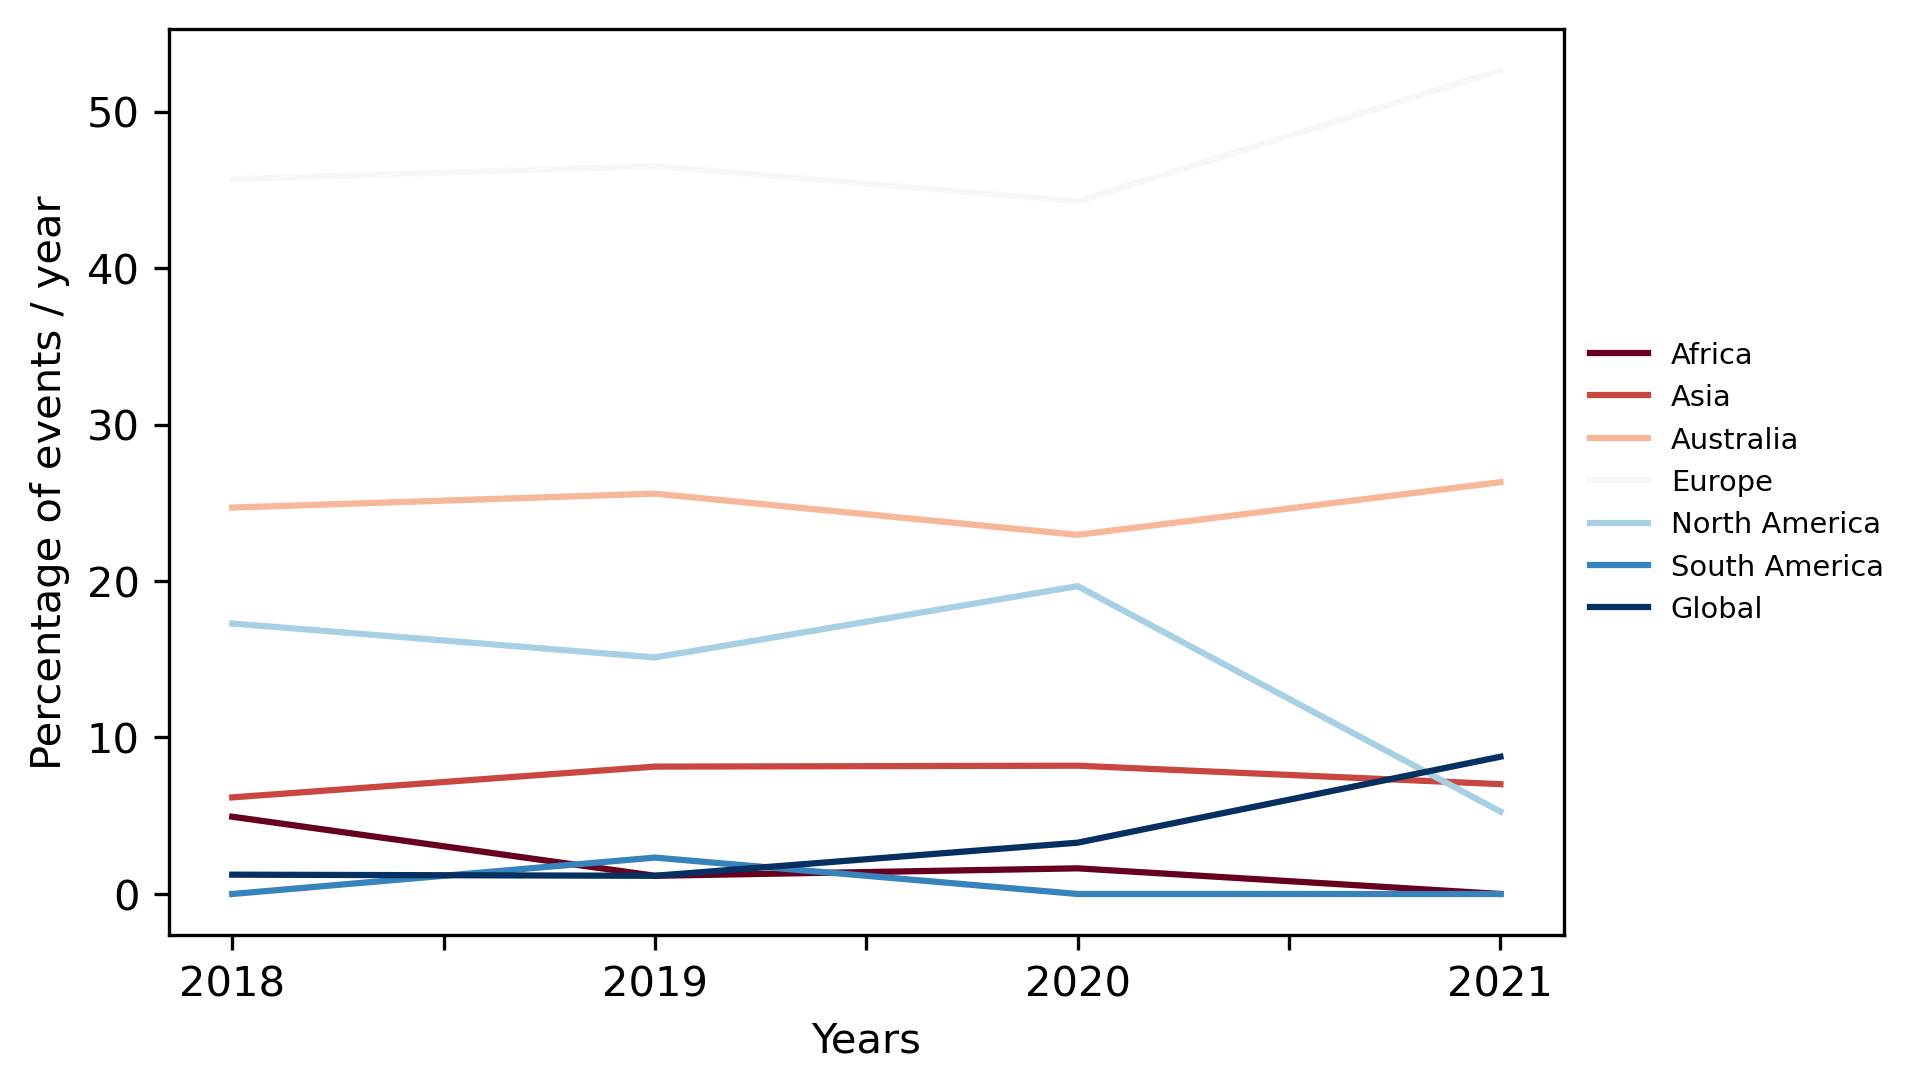 Percentage of events / year
50
40
30
20
10
0
2018 2019 2020 2021
Years
Africa
Asia
Australia
Europe
North America
South America
Global